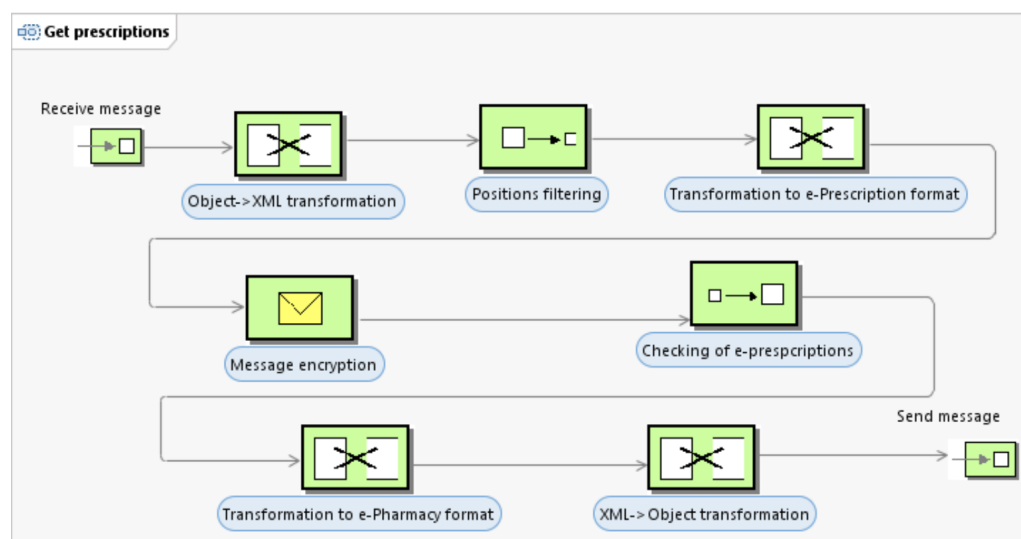 Get prescriptions
Receive message
Object->XML transformation
Positions filtering
Transformation to e-Prescription format
Message encryption
Checking of e-prespcriptions
Send message
Transformation to e-Pharmacy format
XML->Object transformation